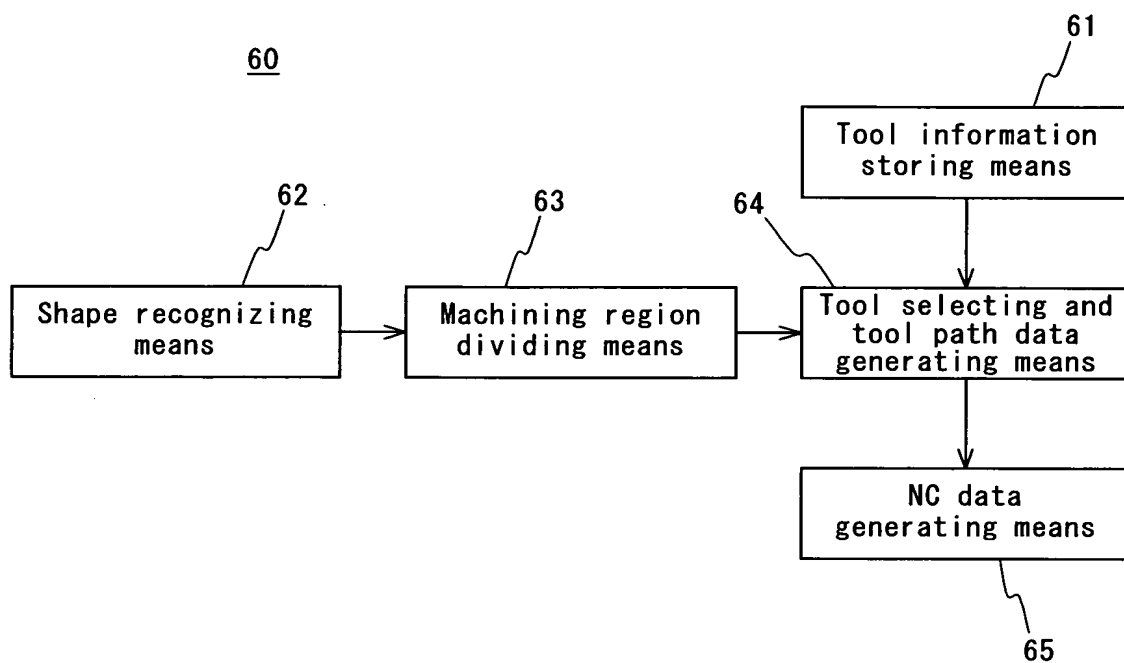 61
60
Tool information
storing means
62
63
64
Shape recognizing
means
Machining region
dividing means
Tool selecting and
tool path data
generating means
NC data
generating means
65